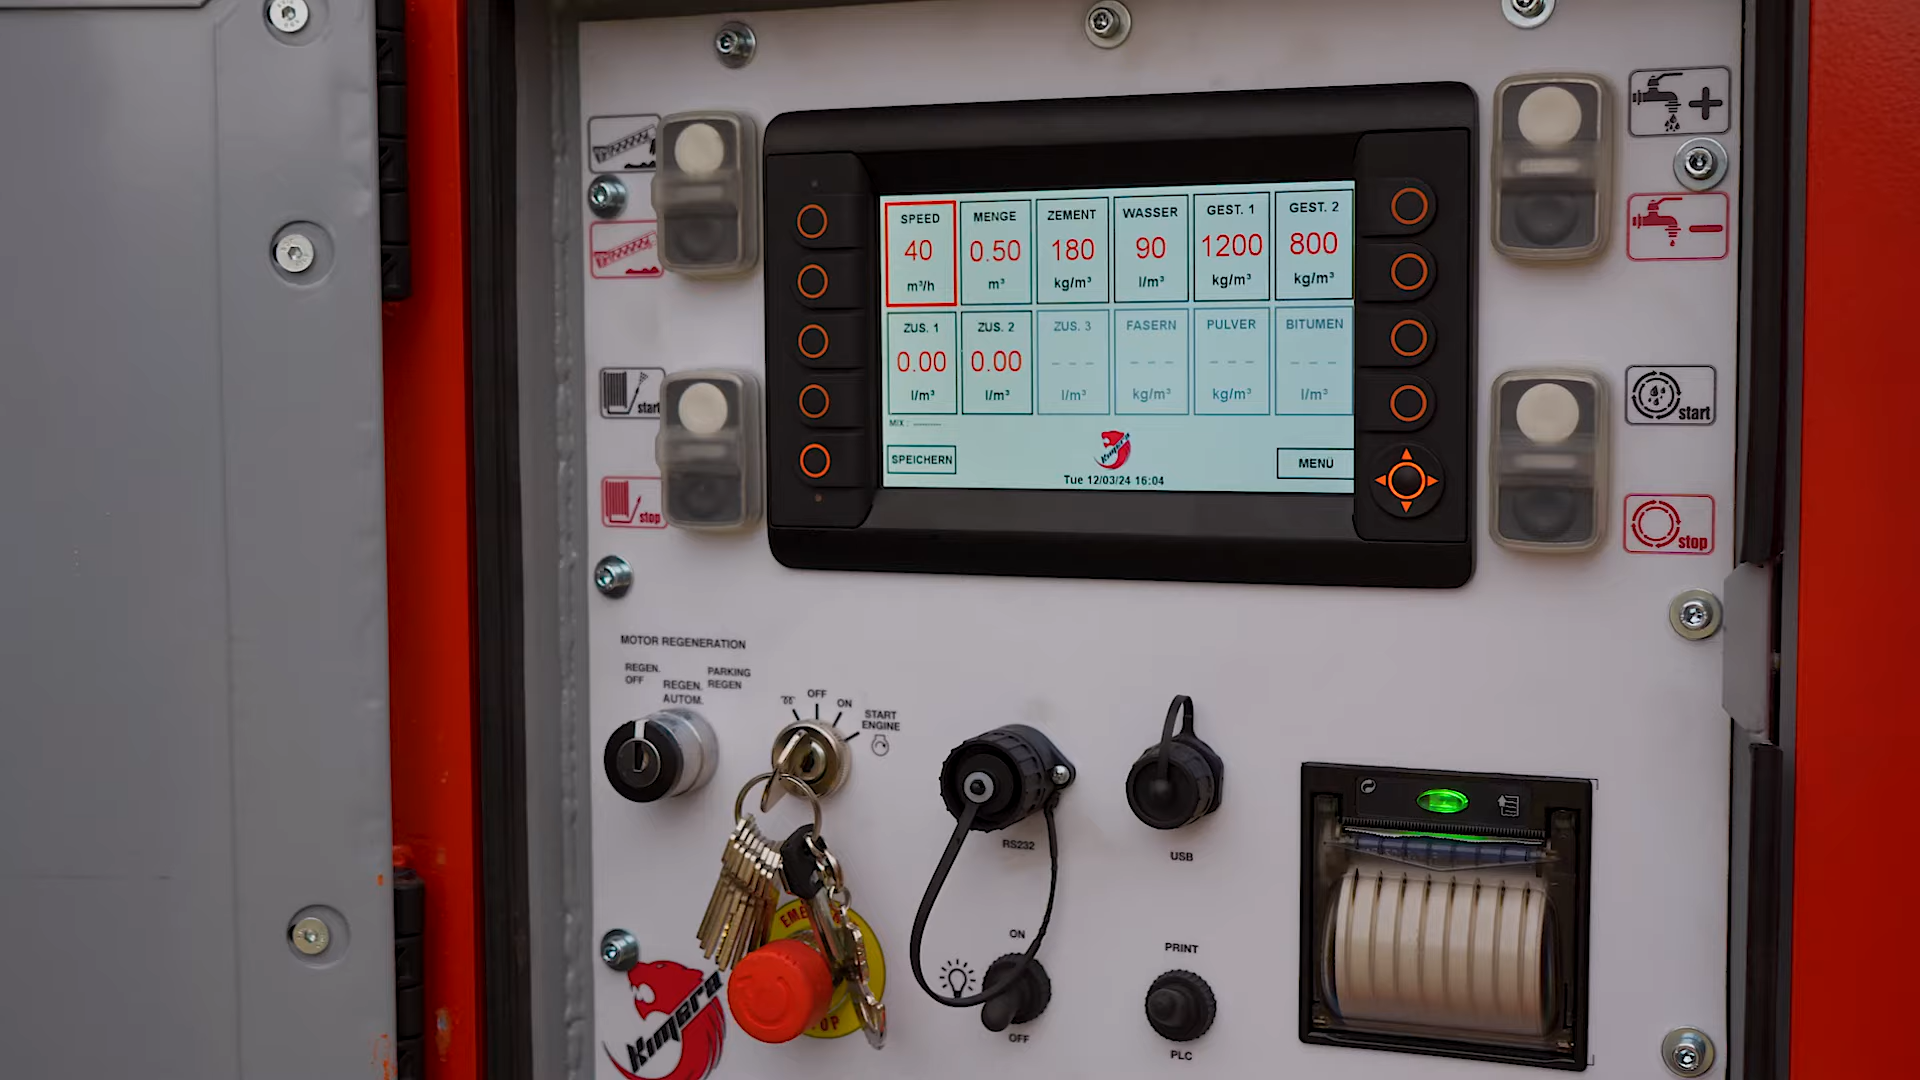 SPEED
40
m³/h
MENGE
0.50
m³
ZEMENT
180
kg/m³
WASSER
90
l/m³
GEST. 1
1200
kg/m³
GEST. 2
800
kg/m³
ZUS. 1
0.00
l/m³
ZUS. 2
0.00
l/m³
ZUS. 3
- - -
l/m³
FASERN
- - -
kg/m³
PULVER
- - -
kg/m³
BITUMEN
- - -
l/m³
MIX :
SPEICHERN
Kimera
MENU
Tue 12/03/24 16:04
start
stop
start
stop
MOTOR REGENERATION
REGEN.
OFF
REGEN.
AUTOM.
PARKING
REGEN
OFF
ON
START
ENGINE
RS232
USB
ON
OFF
PRINT
PLC
Kimera